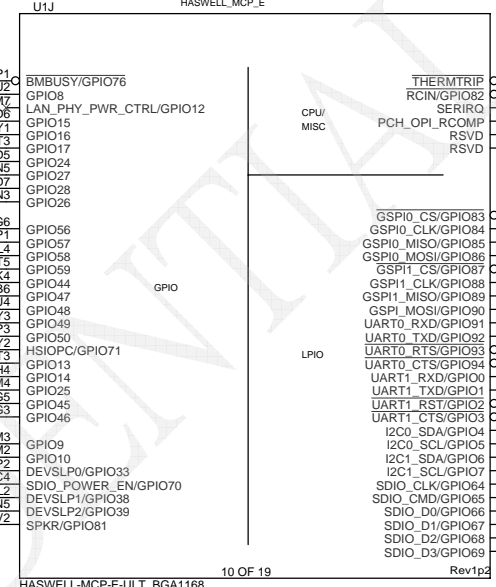 U1J
HASWELL_MCP_E
BMBUSY/GPIO76
GPIO8
LAN_PHY_PWR_CTRL/GPIO12
GPIO15
GPIO16
GPIO17
GPIO24
GPIO27
GPIO28
GPIO26
GPIO56
GPIO57
GPIO58
GPIO59
GPIO44
GPIO47
GPIO48
GPIO49
GPIO50
HSIOPC/GPIO71
GPIO13
GPIO14
GPIO25
GPIO45
GPIO46
GPIO9
GPIO10
DEVSLP0/GPIO33
SDIO_POWER_EN/GPIO70
DEVSLP1/GPIO38
DEVSLP2/GPIO39
SPKR/GPIO81
GPIO
CPU/
MISC
LPIO
THERMTRIP
RCIN/GPIO82
SERIRQ
PCH_OPI_RCOMP
RSVD
RSVD
GSPI0_CS/GPIO83
GSPI0_CLK/GPIO84
GSPI0_MISO/GPIO85
GSPI0_MOSI/GPIO86
GSPI1_CS/GPIO87
GSPI1_CLK/GPIO88
GSPI1_MISO/GPIO89
GSPI_MOSI/GPIO90
UART0_RXD/GPIO91
UART0_TXD/GPIO92
UART0_RTS/GPIO93
UART0_CTS/GPIO94
UART1_RXD/GPIO0
UART1_TXD/GPIO1
UART1_RST/GPIO2
UART1_CTS/GPIO3
I2C0_SDA/GPIO4
I2C0_SCL/GPIO5
I2C1_SDA/GPIO6
I2C1_SCL/GPIO7
SDIO_CLK/GPIO64
SDIO_CMD/GPIO65
SDIO_D0/GPIO66
SDIO_D1/GPIO67
SDIO_D2/GPIO68
SDIO_D3/GPIO69
10 OF 19
Rev1p2
HASWELL-MCP-E-ULT_BGA1168